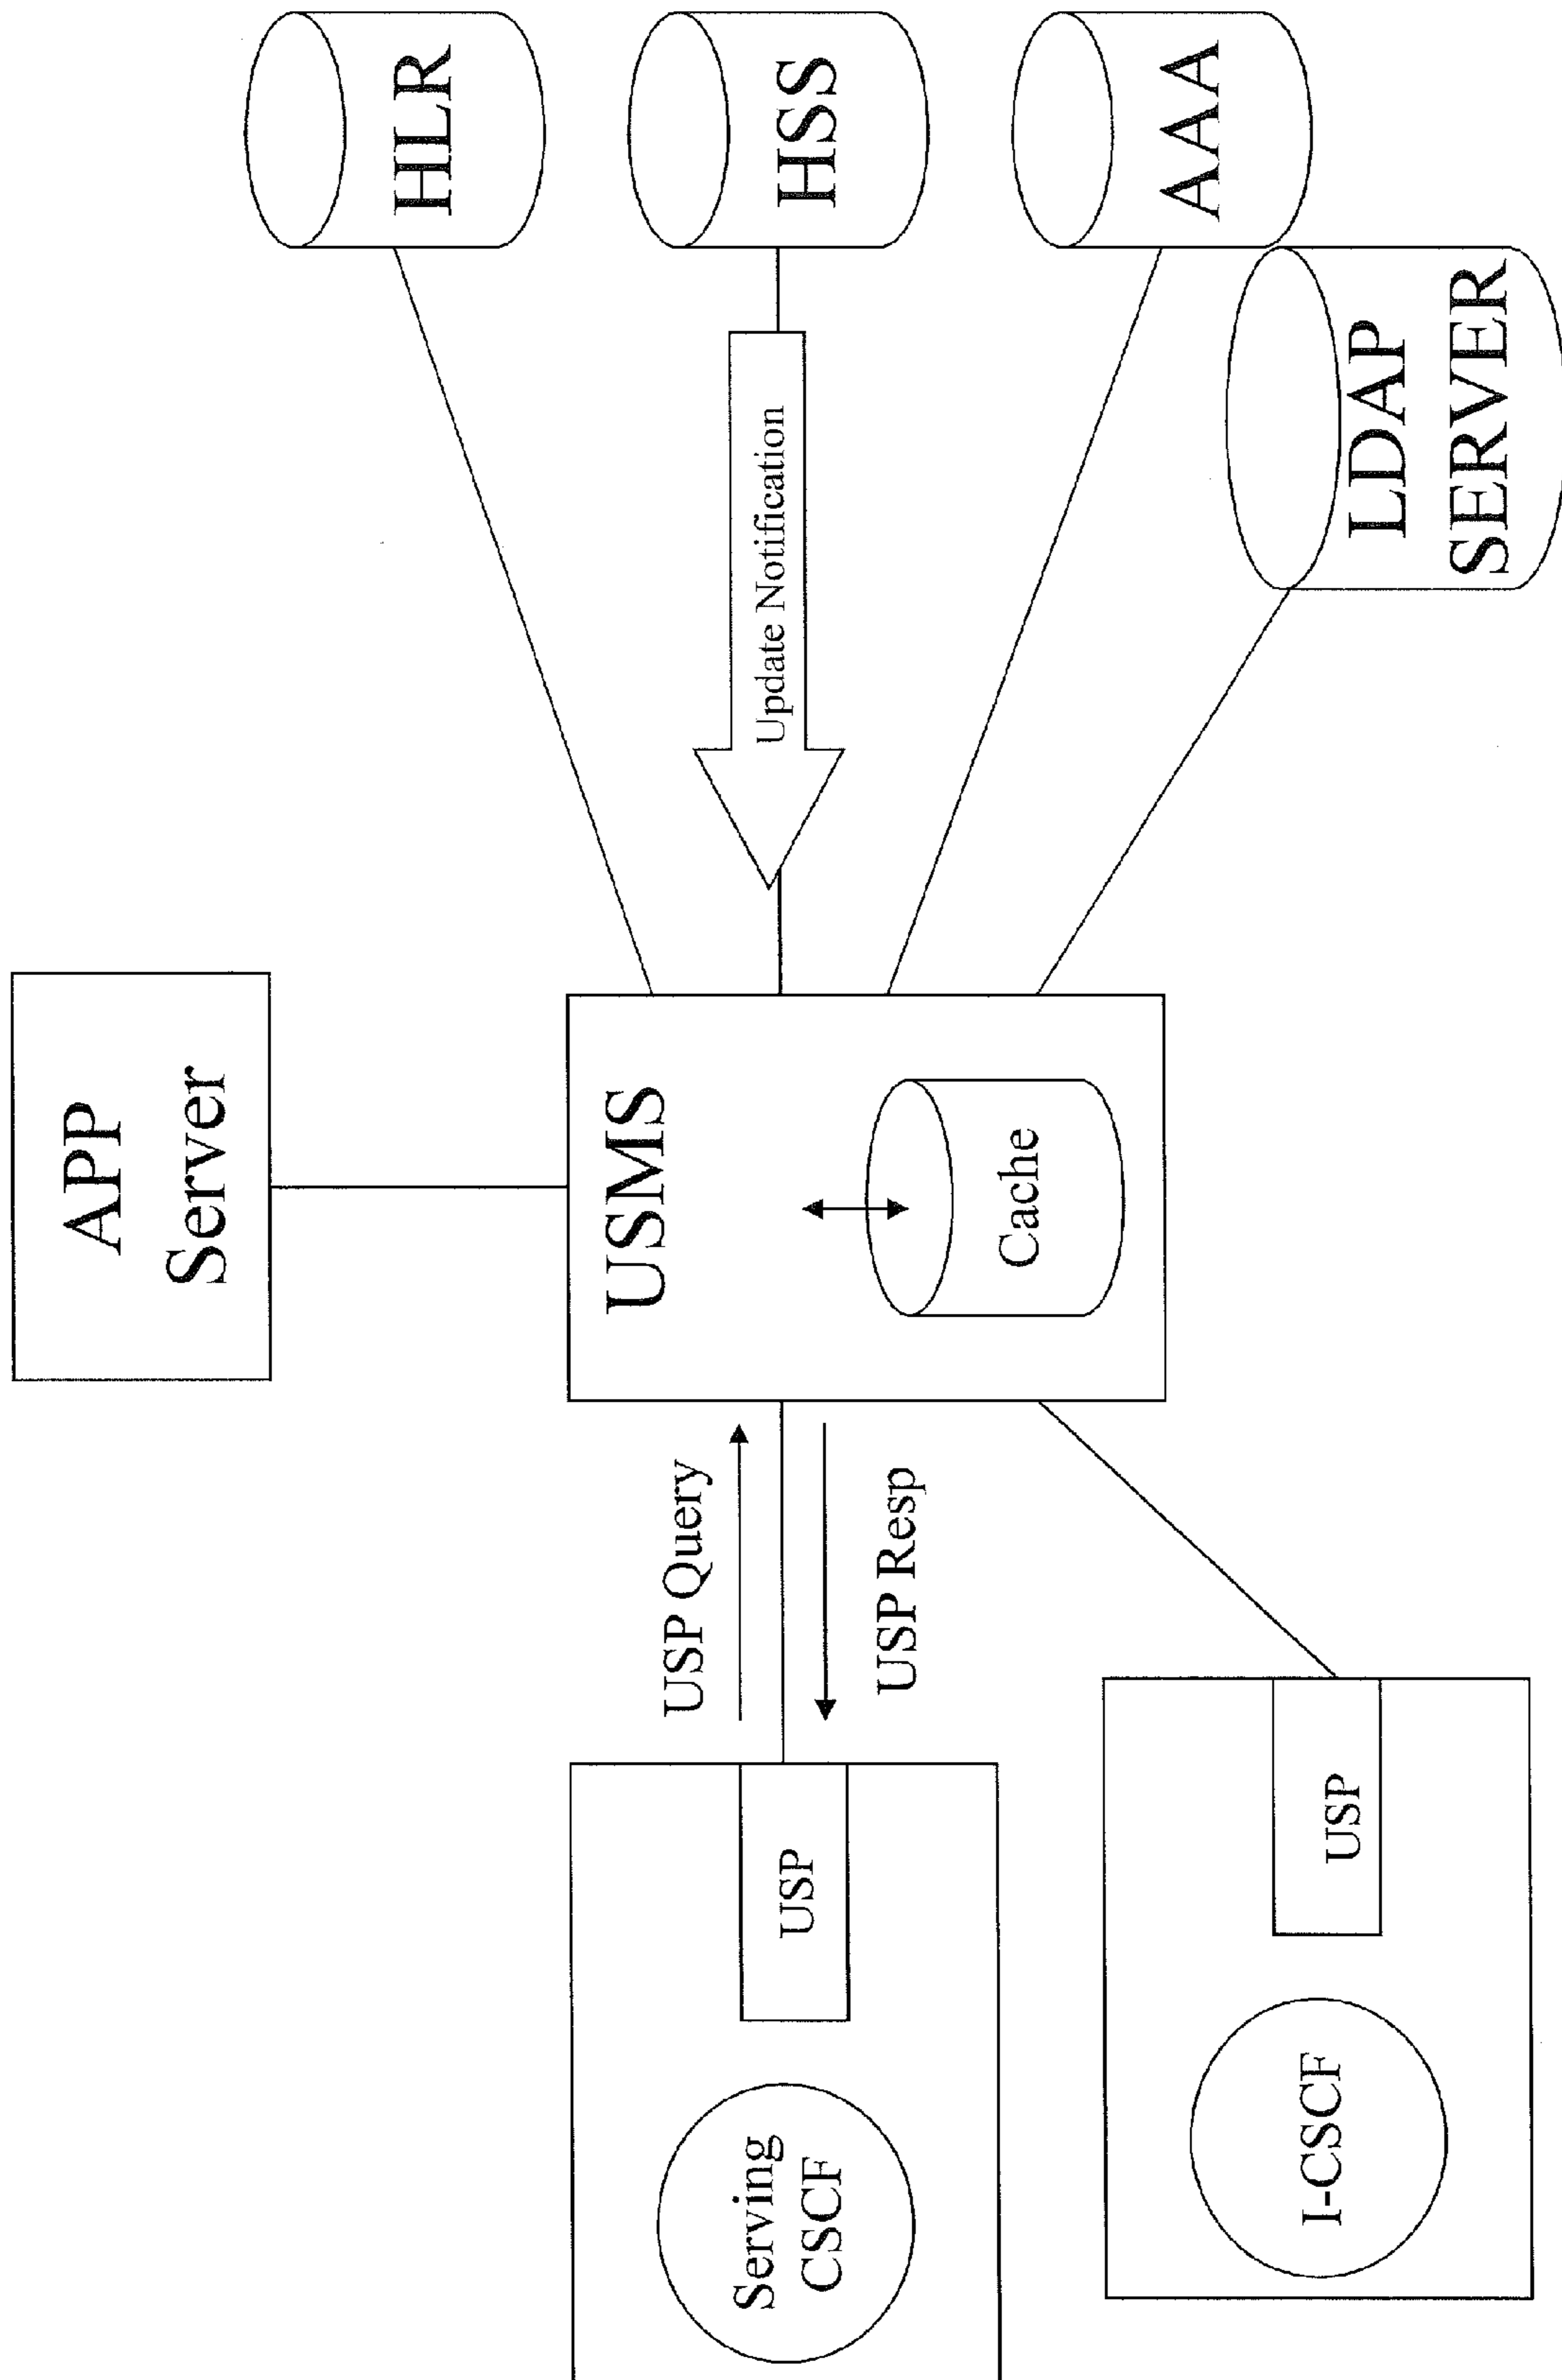 APP
Server
HLR
USP Query
USMS
Update Notification
HSS
Serving
CSCF
USP
USP Resp
Cache
AAA
I-CSCF
USP
LDAP
SERVER